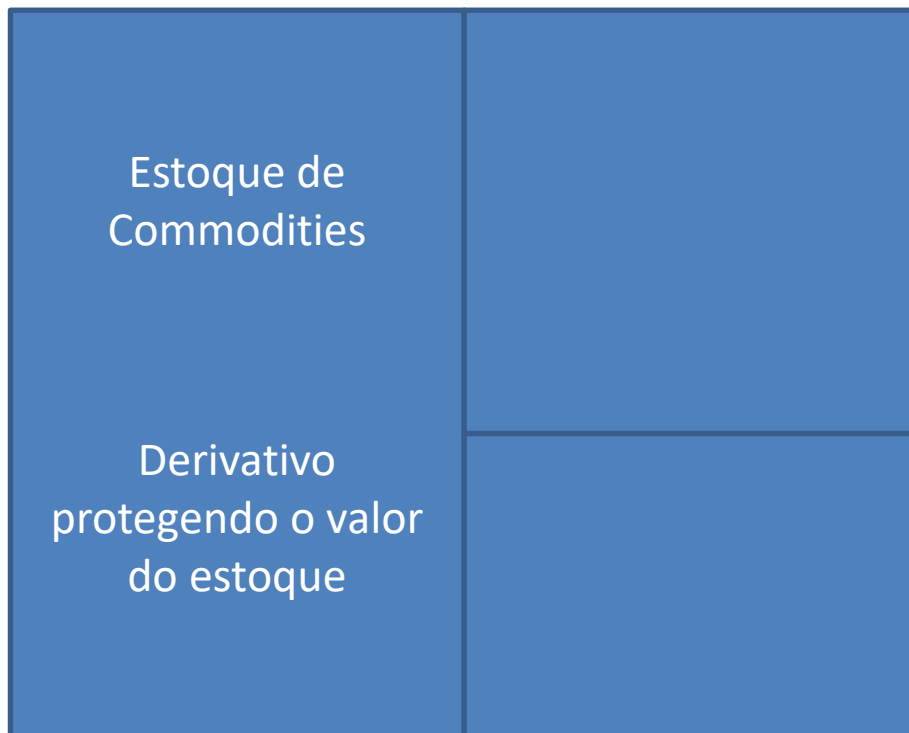 Estoque de
Commodities
Derivativo
protegendo o valor
do estoque